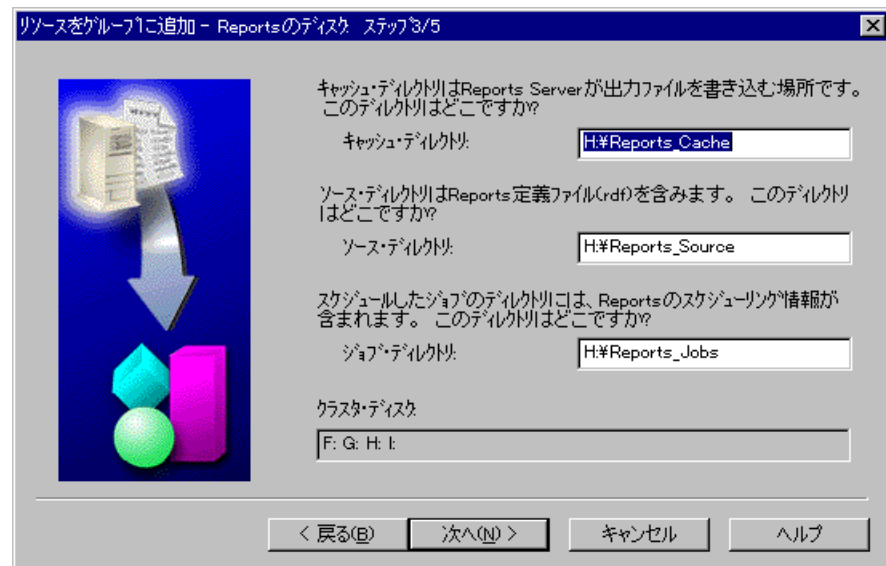 リソースをグループに追加 - Reportsのディスク ステップ3/5
キャッシュ・ディレクトリはReports Serverが出力ファイルを書き込む場所です。
このディレクトリはどこですか?
キャッシュ・ディレクトリ:
H:¥Reports_Cache
ソース・ディレクトリはReports定義ファイル(rdf)を含みます。 このディレクトリ
はどこですか?
ソース・ディレクトリ:
H:¥Reports_Source
スケジュールしたジョブのディレクトリには、Reportsのスケジューリング情報が
含まれます。 このディレクトリはどこですか?
ジョブ・ディレクトリ:
H:¥Reports_Jobs
クラスタ・ディスク
F: G: H: I:
< 戻る(B)
次へ(N) >
キャンセル
ヘルプ